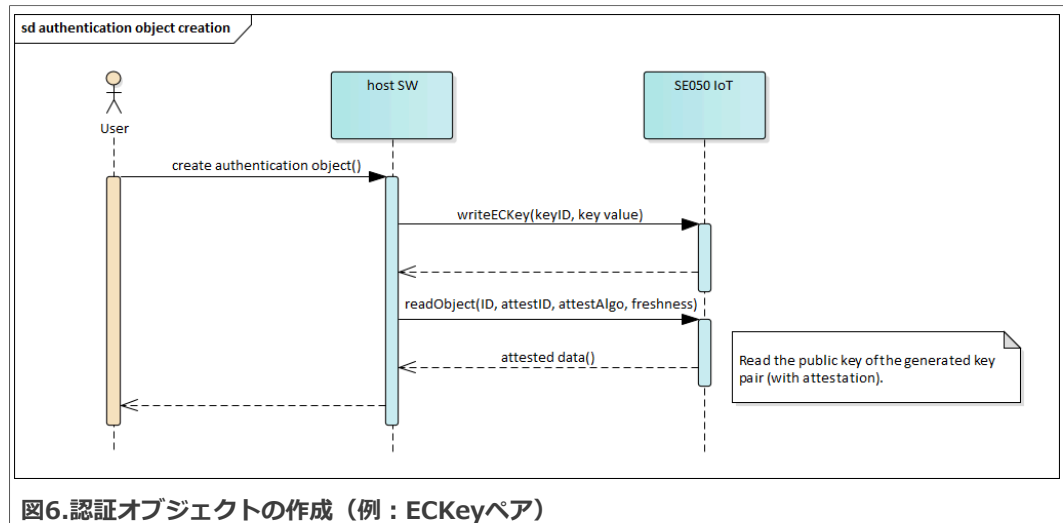 sd authentication object creation
host SW
SE050 IoT
User
create authentication object()
writeECKey(keyID, key value)
readObject(ID, attestID, attestAlgo, freshness)
attested data()
Read the public key of the generated key
pair (with attestation).
図6.認証オブジェクトの作成（例：ECKeyペア）